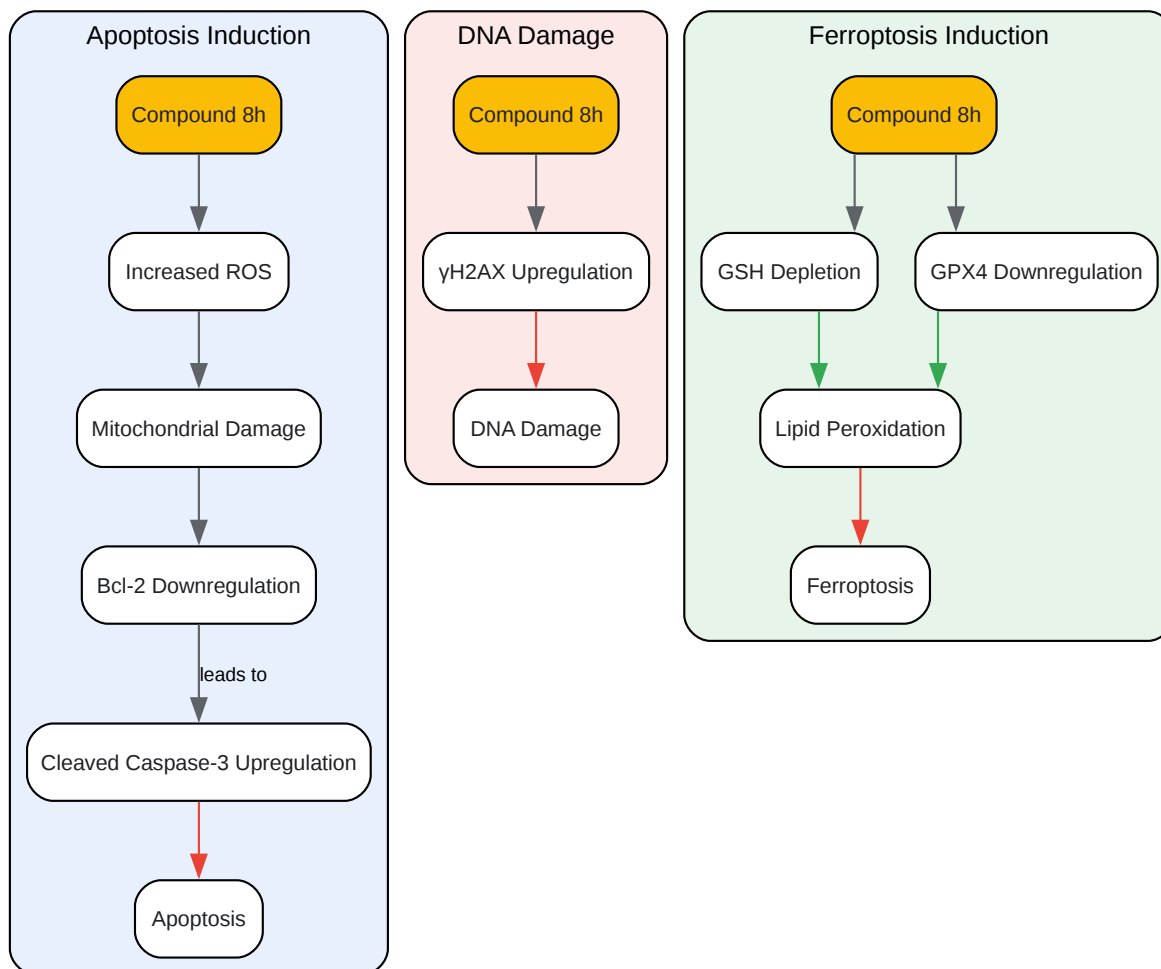 Apoptosis Induction
Compound 8h
Increased ROS
Mitochondrial Damage
Bcl-2 Downregulation
leads to
Cleaved Caspase-3 Upregulation
Apoptosis
DNA Damage
Compound 8h
γH2AX Upregulation
DNA Damage
Ferroptosis Induction
Compound 8h
GSH Depletion
GPX4 Downregulation
Lipid Peroxidation
Ferroptosis